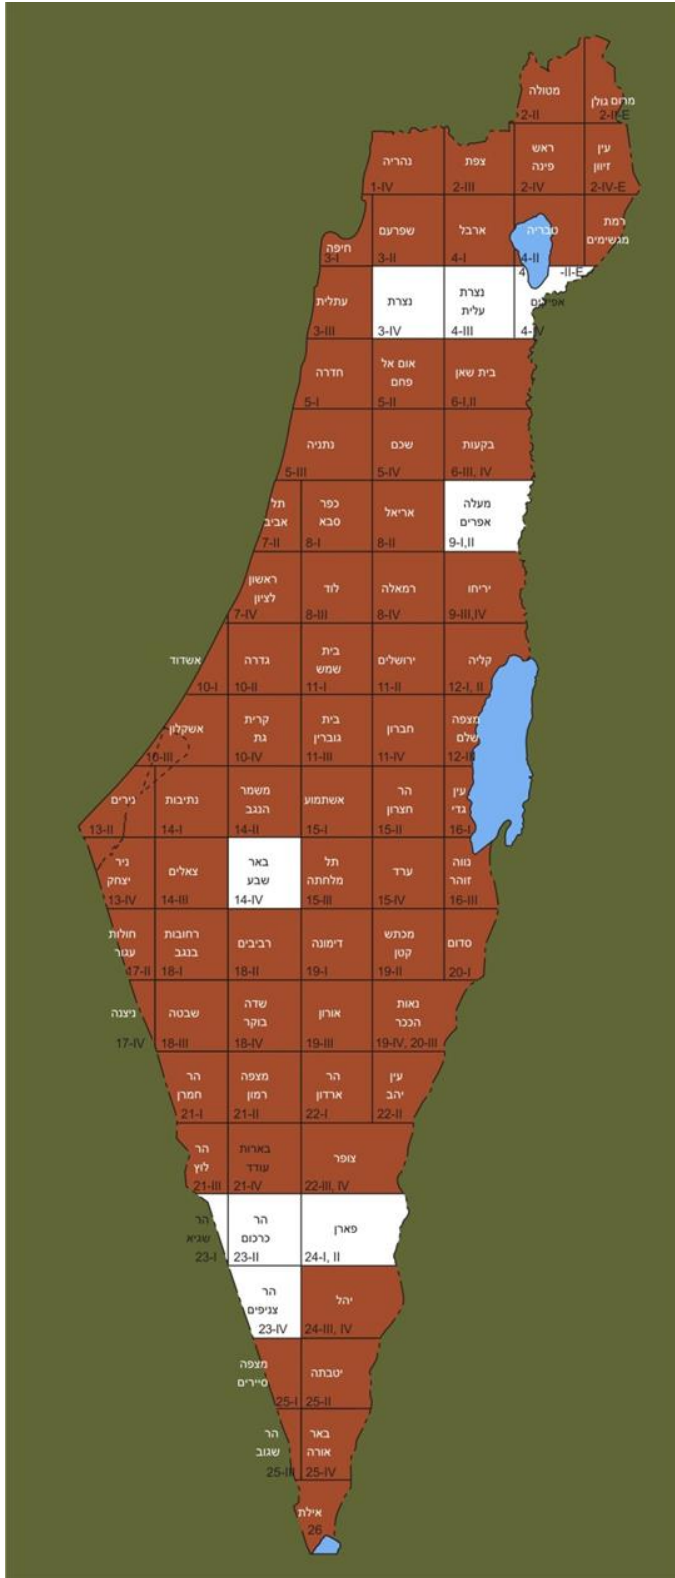 מטולה
2-II
מרום גולן
2-II-E
נהריה
1-IV
צפת
2-III
ראש
פינה
2-IV
עין
זיוון
2-IV-E
חיפה
3-I
שפרעם
3-II
ארבל
4-I
טבריה
4-II
רמת
מגשימים
4 -II-E
עתלית
3-III
נצרת
3-IV
נצרת
עלית
4-III
אפיקים
4-IV
חדרה
5-I
אום אל
פחם
5-II
בית שאן
6-I,II
נתניה
5-III
שכם
5-IV
בקעות
6-III, IV
תל
אביב
7-II
כפר
סבא
8-I
אריאל
8-II
מעלה
אפרים
9-I,II
ראשון
לציון
7-IV
לוד
8-III
רמאלה
8-IV
יריחו
9-III,IV
אשדוד
10-I
גדרה
10-II
בית
שמש
11-I
ירושלים
11-II
קליה
12-I, II
אשקלון
10-III
קרית
גת
10-IV
בית
גוברין
11-III
חברון
11-IV
מצפה
שלם
12-III
נירים
13-II
נתיבות
14-I
משמר
הנגב
14-II
אשתמוע
15-I
הר
חצרון
15-II
עין
גדי
16-I
ניר
יצחק
13-IV
צאלים
14-III
באר
שבע
14-IV
תל
מלחתה
15-III
ערד
15-IV
נווה
זוהר
16-III
חולות
עגור
17-II
רחובות
בנגב
18-I
רביבים
18-II
דימונה
19-I
מכתש
קטן
19-II
סדום
20-I
ניצנה
17-IV
שבטה
18-III
שדה
בוקר
18-IV
אורון
19-III
נאות
הככר
19-IV, 20-III
הר
חמרן
21-I
מצפה
רמון
21-II
הר
ארדון
22-I
עין
יהב
22-II
הר
לוץ
21-III
בארות
עודד
21-IV
צופר
22-III, IV
הר
שגיא
23-I
הר
כרכום
23-II
פארן
24-I, II
הר
צניפים
23-IV
יהל
24-III, IV
מצפה
סיירים
25-I
יטבתה
25-II
הר
שגוב
25-III
באר
אורה
25-IV
אילת
26